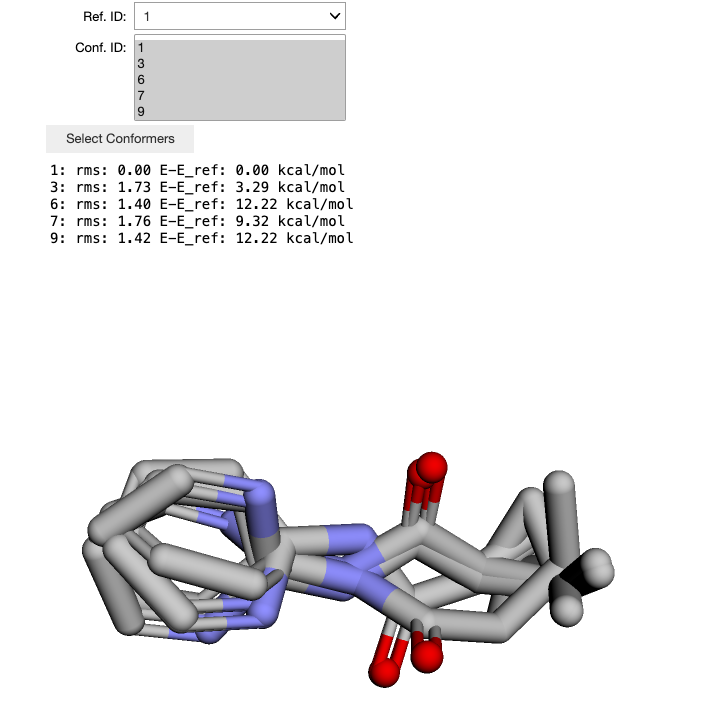 Ref. ID: 1
Conf. ID: 1
3
6
7
9
Select Conformers
1: rms: 0.00 E-E_ref: 0.00 kcal/mol
3: rms: 1.73 E-E_ref: 3.29 kcal/mol
6: rms: 1.40 E-E_ref: 12.22 kcal/mol
7: rms: 1.76 E-E_ref: 9.32 kcal/mol
9: rms: 1.42 E-E_ref: 12.22 kcal/mol